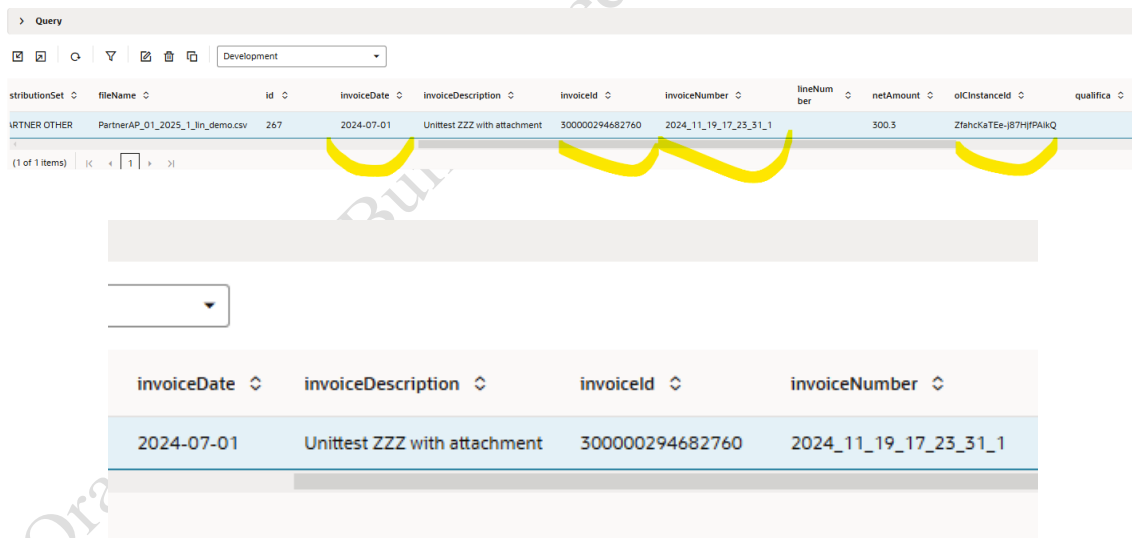 Query
Development
stributionSet fileName id invoiceDate invoiceDescription invoiceId invoiceNumber lineNum ber netAmount oICInstanceId qualifica
ARTNER OTHER PartnerAP_01_2025_1_lin_demo.csv 267 2024-07-01 Unittest ZZZ with attachment 300000294682760 2024_11_19_17_23_31_1 300.3 ZfahcKaTEe-j87HjfPAikQ
(1 of 1 items) 1
invoiceDate invoiceDescription invoiceId invoiceNumber
2024-07-01 Unittest ZZZ with attachment 300000294682760 2024_11_19_17_23_31_1